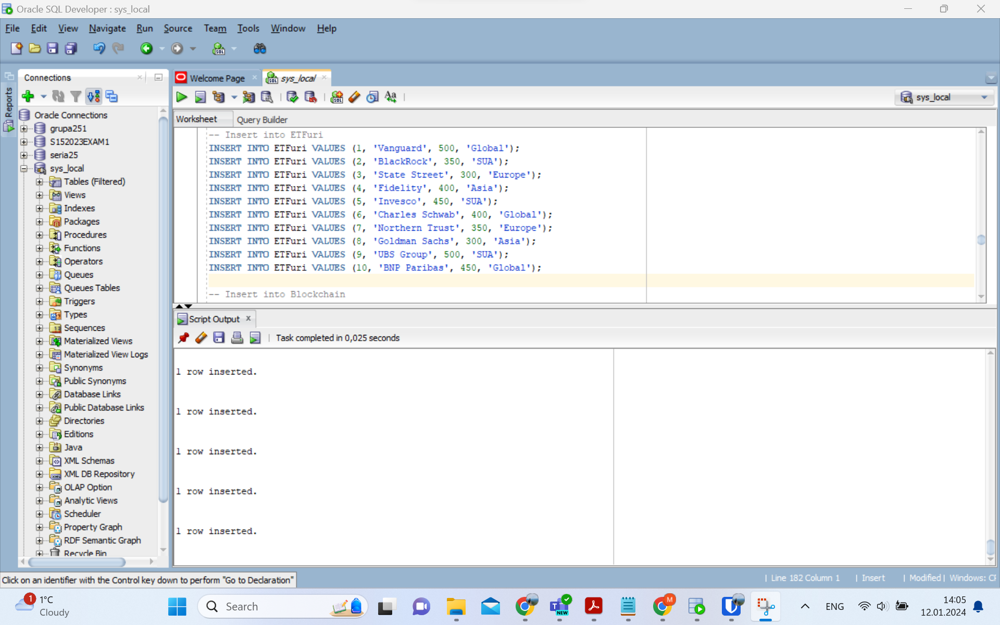 Oracle SQL Developer : sys_local
File Edit View Navigate Run Source Team Tools Window Help
Reports
Connections
Oracle Connections
grupa251
S152023EXAM1
seria25
sys_local
Tables (Filtered)
Views
Indexes
Packages
Procedures
Functions
Operators
Queues
Queues Tables
Triggers
Types
Sequences
Materialized Views
Materialized View Logs
Synonyms
Public Synonyms
Database Links
Public Database Links
Directories
Editions
Java
XML Schemas
XML DB Repository
OLAP Option
Analytic Views
Scheduler
Property Graph
RDF Semantic Graph
Recycle Bin
Welcome Page sys_local
sys_local
Worksheet Query Builder
-- Insert into ETFuri
INSERT INTO ETFuri VALUES (1, 'Vanguard', 500, 'Global');
INSERT INTO ETFuri VALUES (2, 'BlackRock', 350, 'SUA');
INSERT INTO ETFuri VALUES (3, 'State Street', 300, 'Europe');
INSERT INTO ETFuri VALUES (4, 'Fidelity', 400, 'Asia');
INSERT INTO ETFuri VALUES (5, 'Invesco', 450, 'SUA');
INSERT INTO ETFuri VALUES (6, 'Charles Schwab', 400, 'Global');
INSERT INTO ETFuri VALUES (7, 'Northern Trust', 350, 'Europe');
INSERT INTO ETFuri VALUES (8, 'Goldman Sachs', 300, 'Asia');
INSERT INTO ETFuri VALUES (9, 'UBS Group', 500, 'SUA');
INSERT INTO ETFuri VALUES (10, 'BNP Paribas', 450, 'Global');
-- Insert into Blockchain
Script Output
Task completed in 0,025 seconds
1 row inserted.
1 row inserted.
1 row inserted.
1 row inserted.
1 row inserted.
Click on an identifier with the Control key down to perform "Go to Declaration"
| Line 182 Column 1 | Insert | Modified | Windows: CF
1
1°C
Cloudy
Search
NEW
M
ENG
14:05
12.01.2024